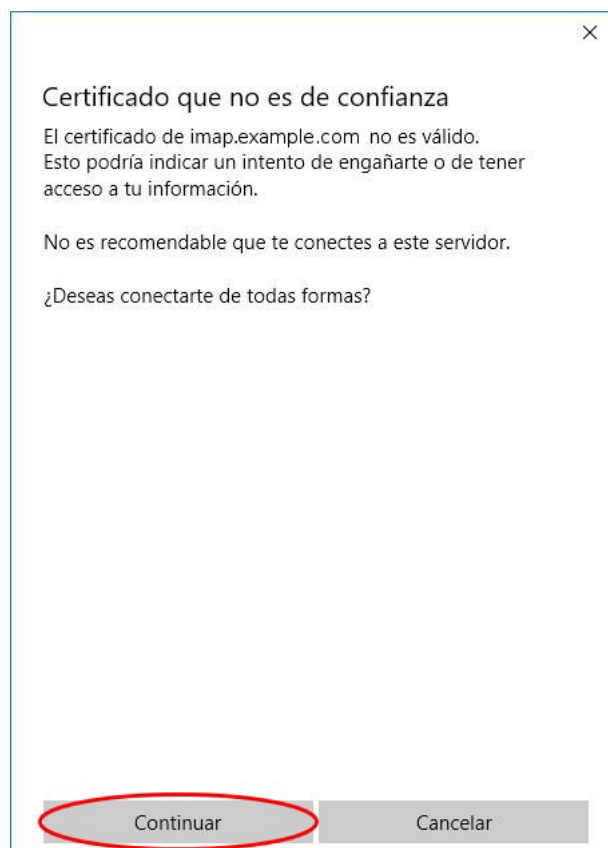 Certificado que no es de confianza
El certificado de imap.example.com no es válido.
Esto podría indicar un intento de engañarte o de tener
acceso a tu información.
No es recomendable que te conectes a este servidor.
¿Deseas conectarte de todas formas?
Continuar
Cancelar